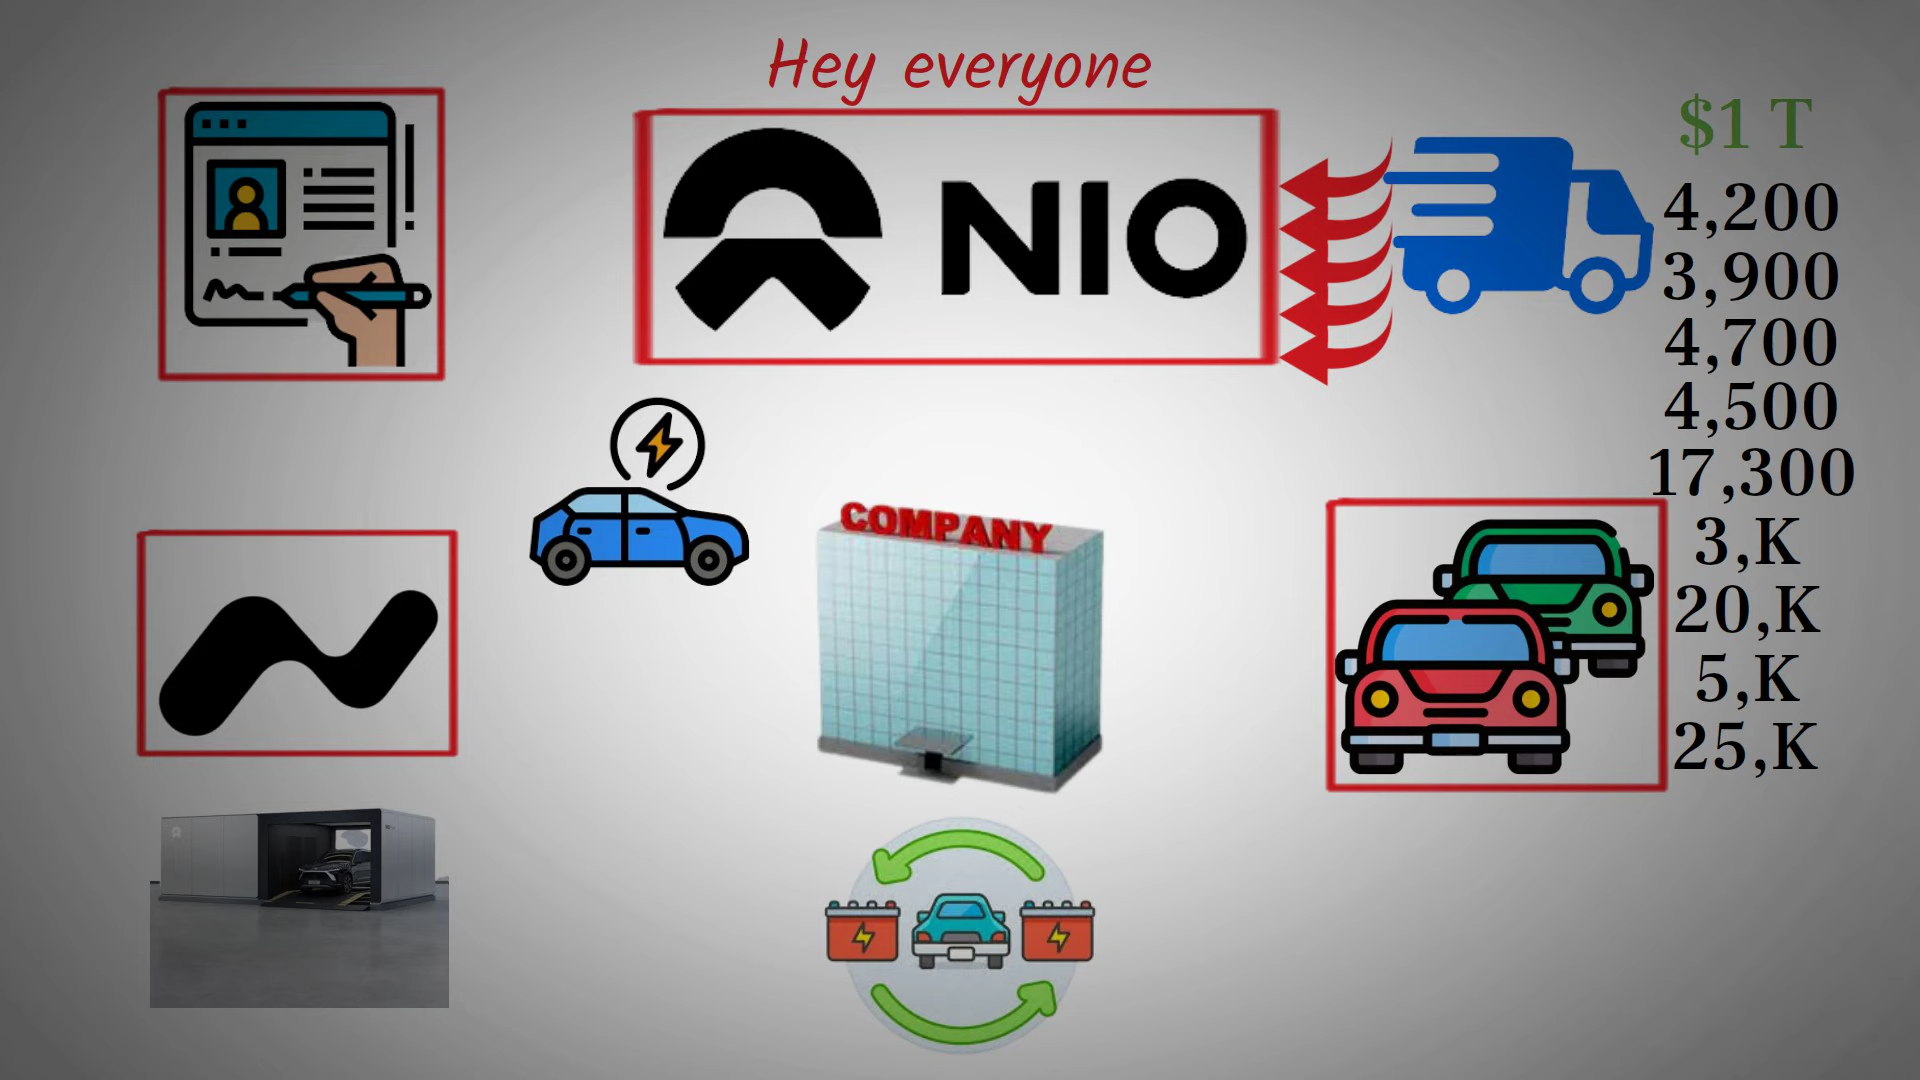 Hey everyone
NIO
$1 T
4,200
3,900
4,700
4,500
17,300
3,K
20,K
5,K
25,K
COMPANY